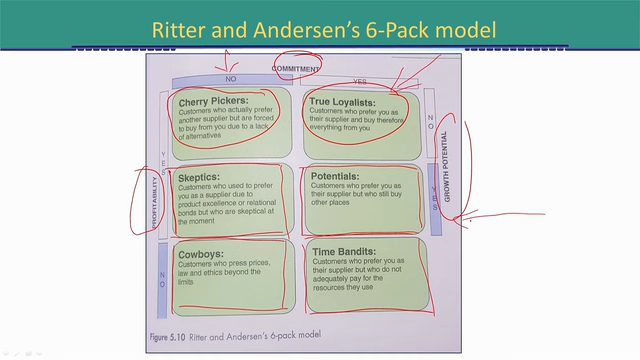 Ritter and Andersen's 6-Pack model
COMMITMENT
NO
YES
Cherry Pickers:
Customers who actually prefer
another supplier but are forced
to buy from you due to a lack
of alternatives
True Loyalists:
Customers who prefer you as
their supplier and buy therefore
everything from you
NO
YES
GROWTH POTENTIAL
PROFITABILITY
YES
Skeptics:
Customers who used to prefer
you as a supplier due to
product excellence or relational
bonds but who are skeptical at
the moment
Potentials:
Customers who prefer you as
their supplier but who still buy
other places
Cowboys:
Customers who press prices,
law and ethics beyond the
limits
Time Bandits:
Customers who prefer you as
their supplier but who do not
adequately pay for the
resources they use
NO
Figure 5.10 Ritter and Andersen's 6-pack model